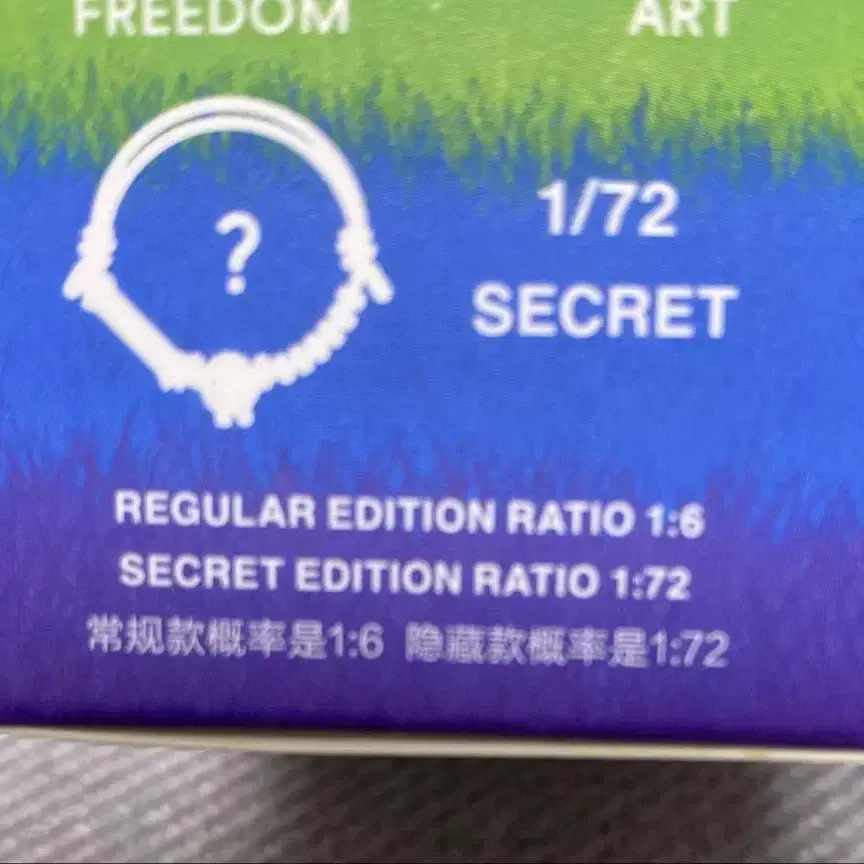 FREEDOM ART
?
1/72
SECRET
REGULAR EDITION RATIO 1:6
SECRET EDITION RATIO 1:72
常规款概率是1:6 隐藏款概率是1:72